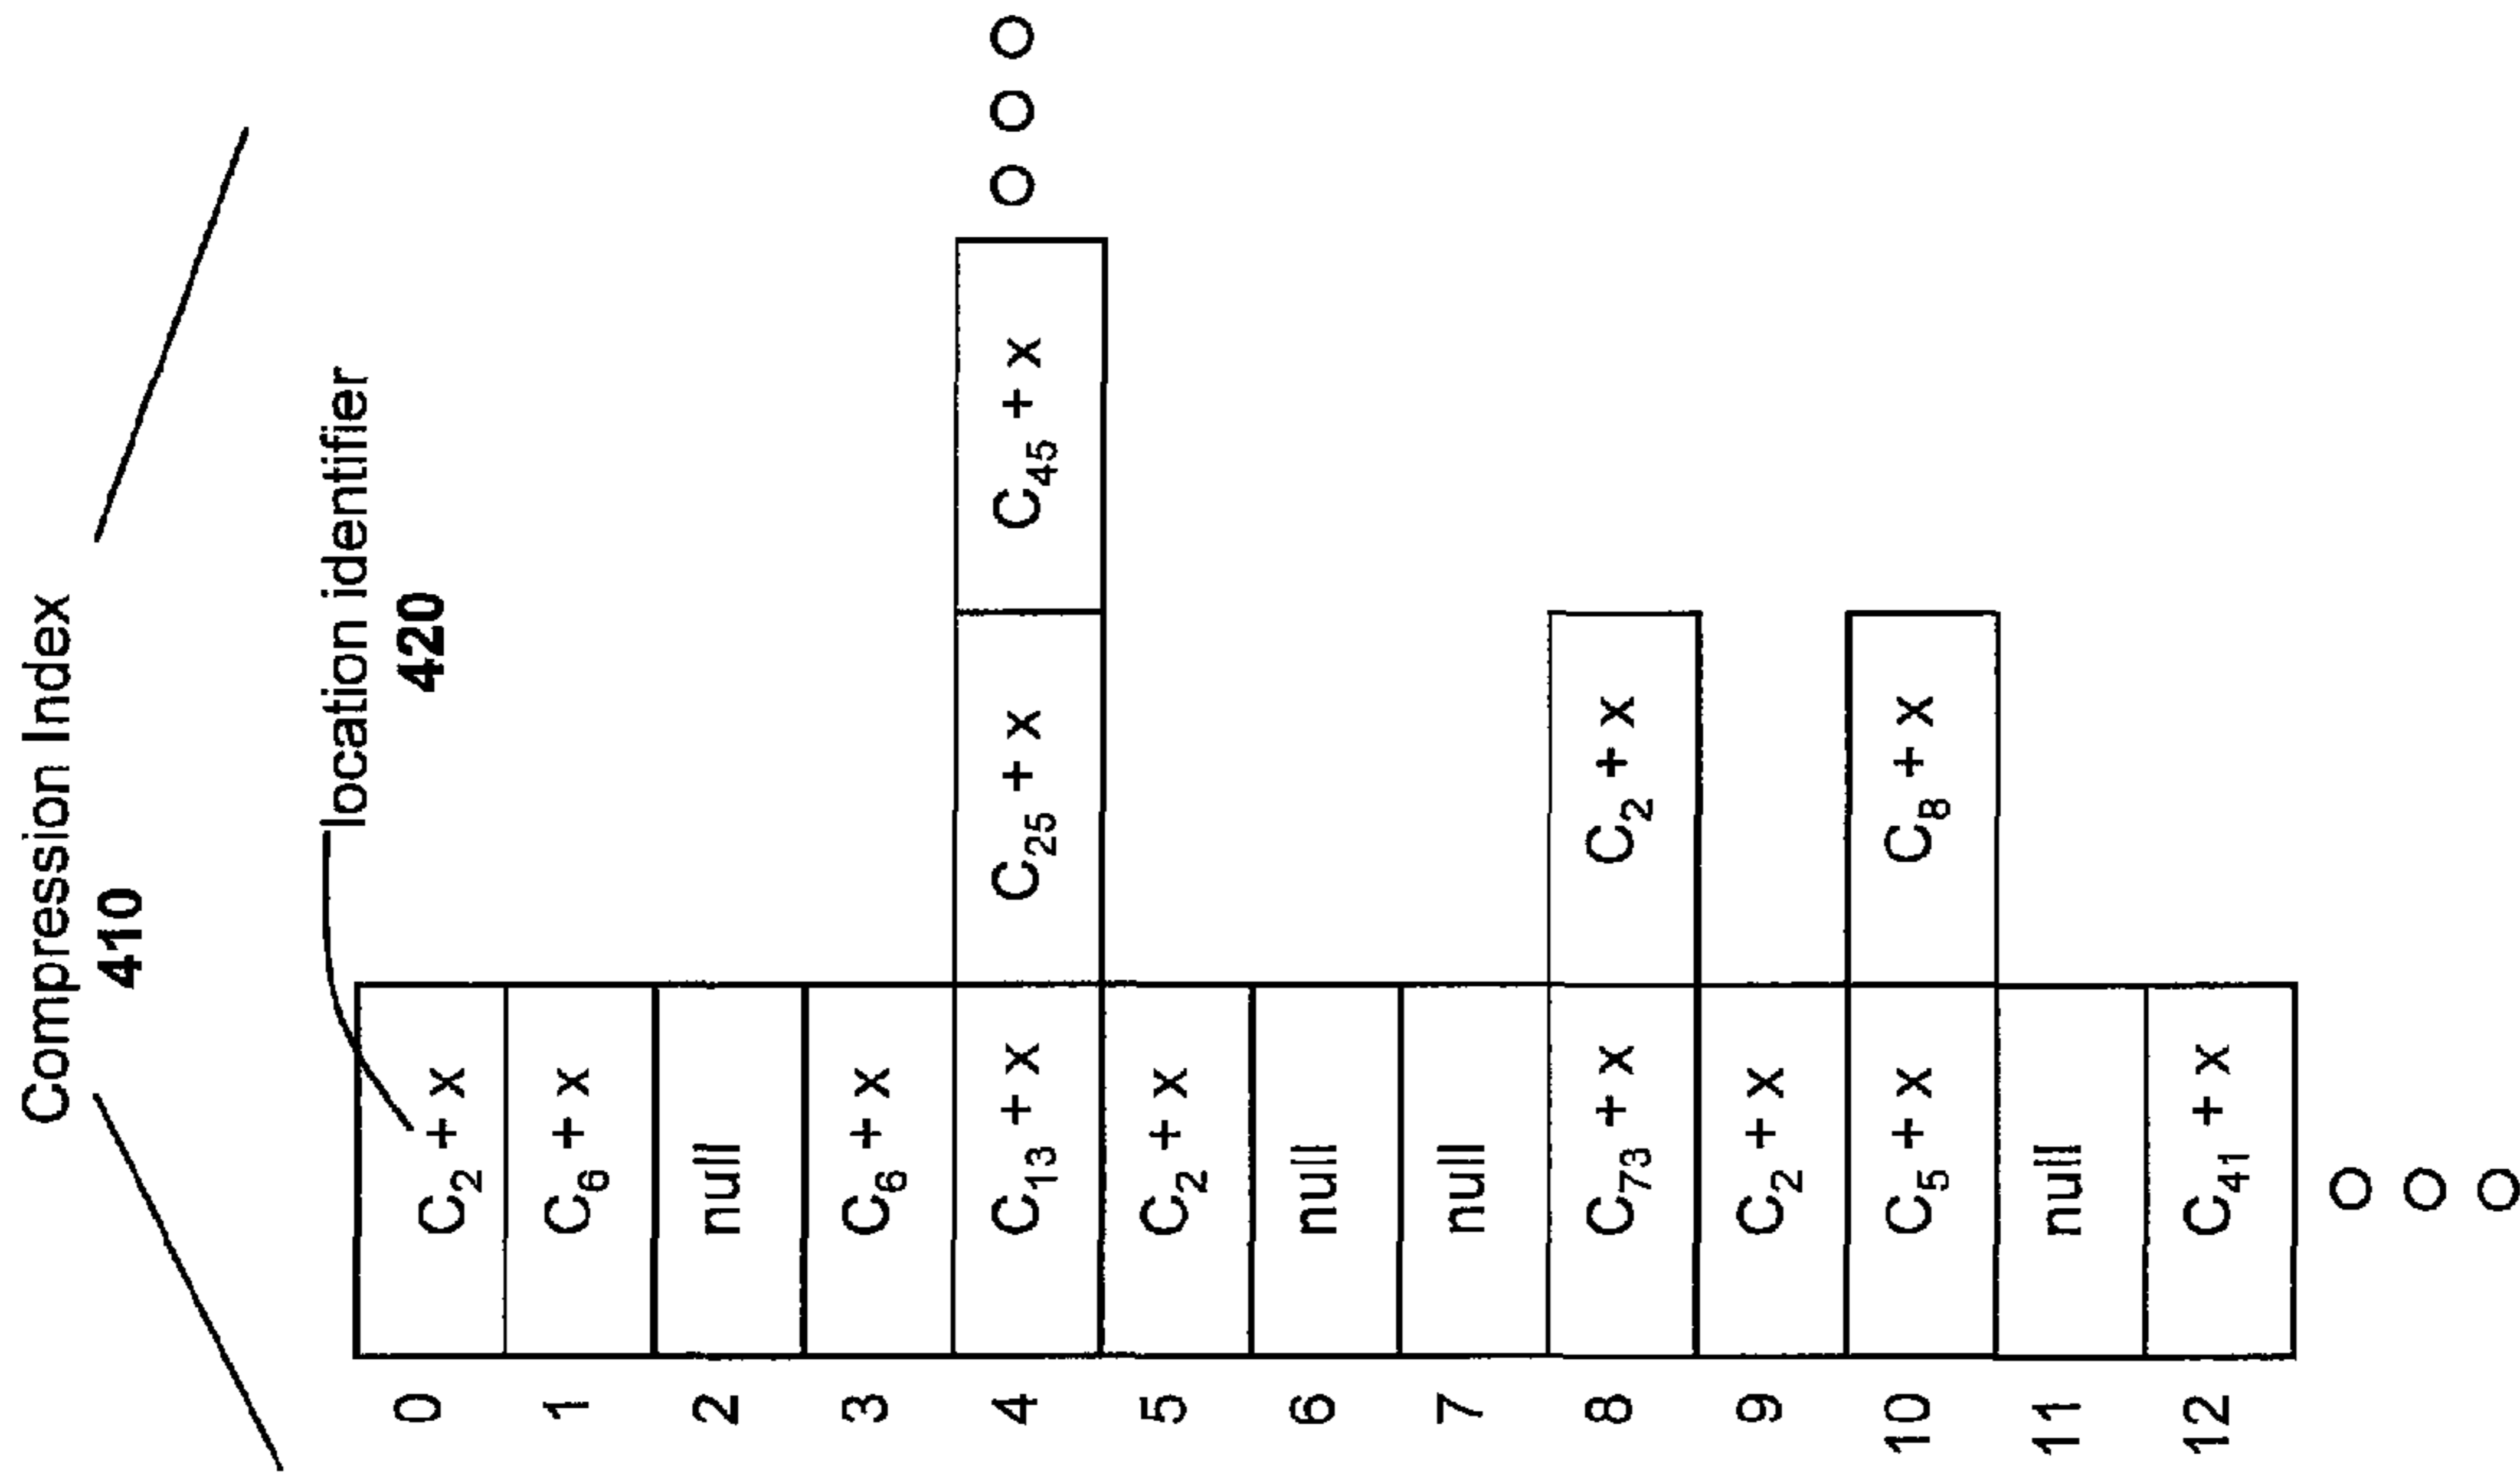 Compression Index
410
location identifier
420
0 C₂ + x
1 C₆ + x
2 null
3 C₆ + x
4 C₁₃ + x C₂₅ + x C₄₅ + x
5 C₂ + x
6 null
7 null
8 C₇₃ + x C₂ + x
9 C₂ + x
10 C₅ + x C₈ + x
11 null
12 C₄₁ + x